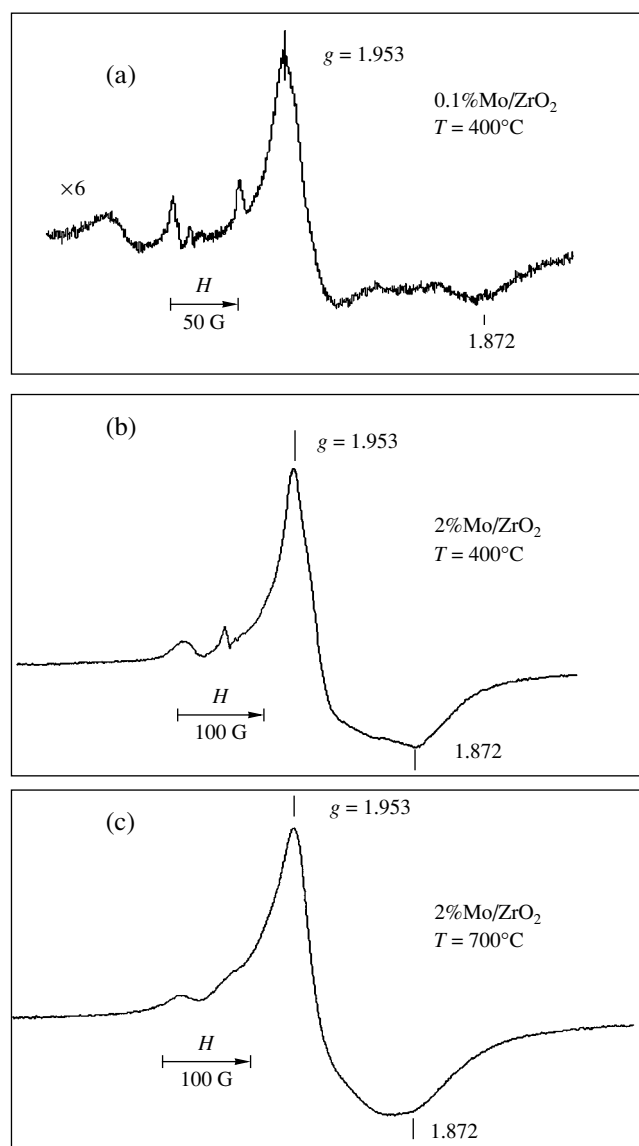 (a)
g = 1.953
0.1%Mo/ZrO₂
T = 400°C
×6
H
50 G
1.872
(b)
g = 1.953
2%Mo/ZrO₂
T = 400°C
H
100 G
1.872
(c)
g = 1.953
2%Mo/ZrO₂
T = 700°C
H
100 G
1.872